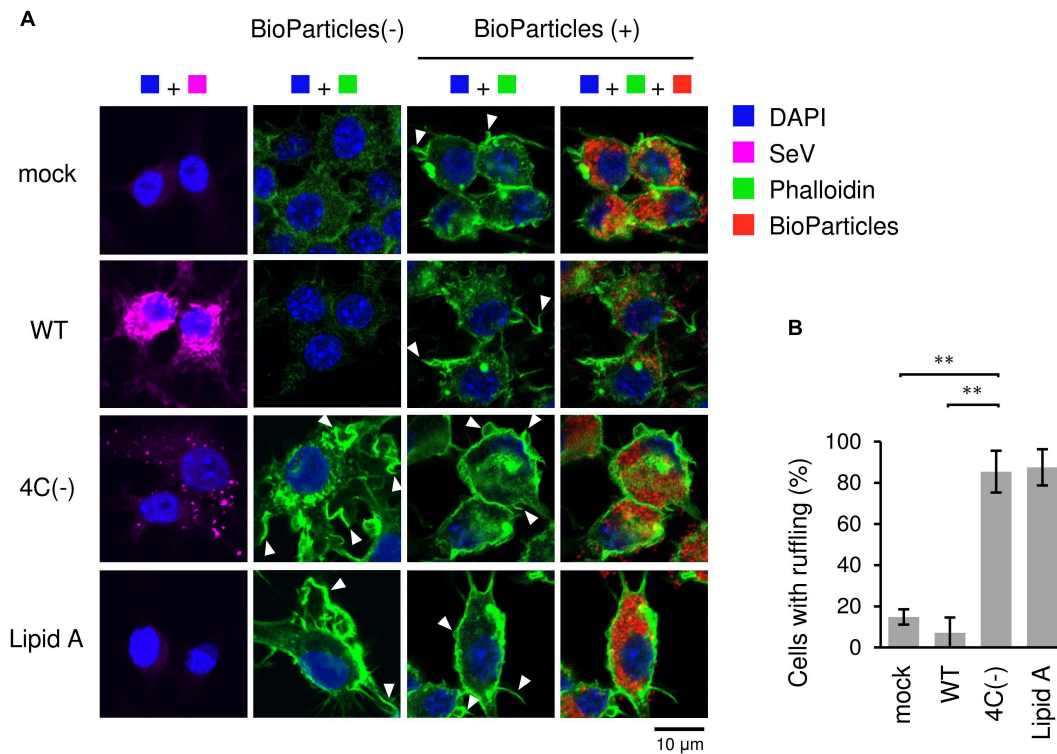 A
BioParticles(-)
BioParticles (+)
+
+
+
+ +
DAPI
SeV
Phalloidin
BioParticles
mock
WT
4C(-)
Lipid A
10 µm
B
**
**
Cells with ruffling (%)
100
80
60
40
20
0
mock
WT
4C(-)
Lipid A